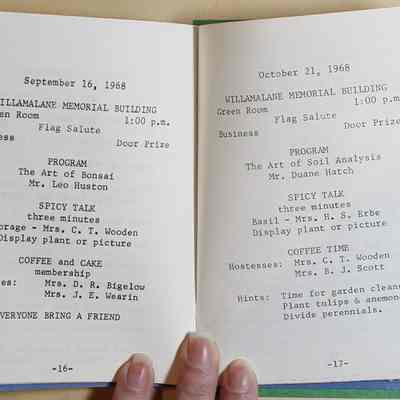 September 16, 1968
WILLAMALANE MEMORIAL BUILDING
Green Room 1:00 p.m.
Flag Salute
Door Prize
PROGRAM
The Art of Bonsai
Mr. Leo Huston
SPICY TALK
three minutes
- Mrs. C. T. Wooden
Display plant or picture
COFFEE and CAKE
membership
Mrs. D. R. Bigelow
Mrs. J. E. Wearin
EVERYONE BRING A FRIEND
-16-
October 21, 1968
WILLAMALANE MEMORIAL BUILDING
Green Room 1:00 p.m.
Flag Salute
Business Door Prize
PROGRAM
The Art of Soil Analysis
Mr. Duane Hatch
SPICY TALK
three minutes
Basil - Mrs. H. S. Erbe
Display plant or picture
COFFEE TIME
Hostesses: Mrs. C. T. Wooden
Mrs. B. J. Scott
Hints: Time for garden
Plant tulips &
Divide perennials.
-17-